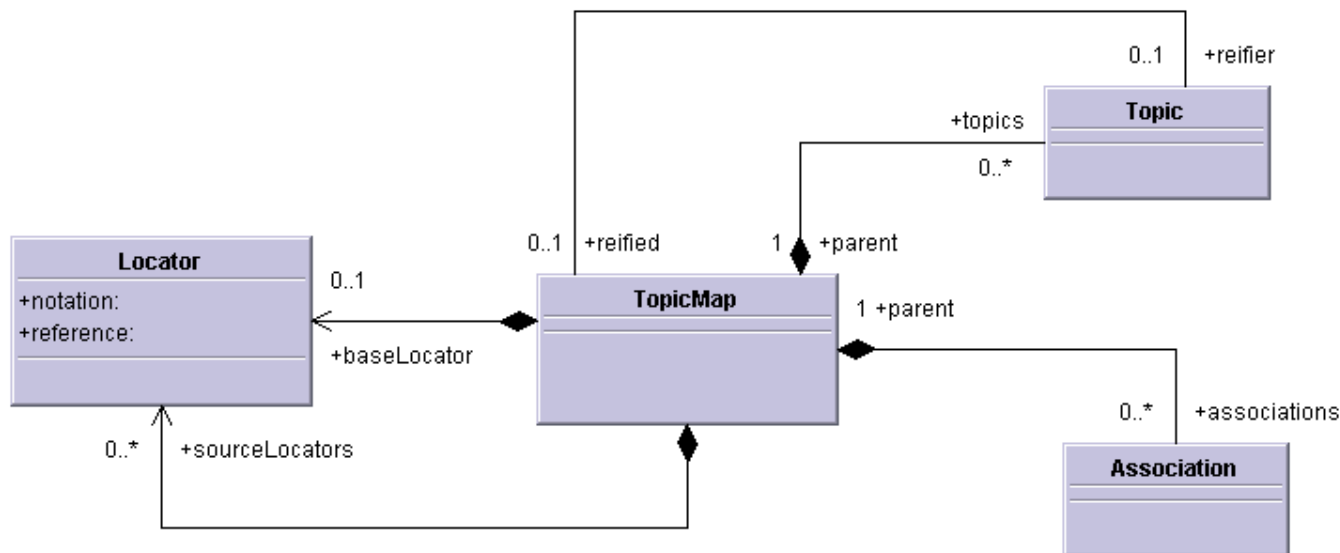 0..1 +reifier
Topic
+topics
0..*
0..1 +reified
1 +parent
Locator
+notation:
+reference:
0..1
+baseLocator
TopicMap
1 +parent
0..* +sourceLocators
0..* +associations
Association